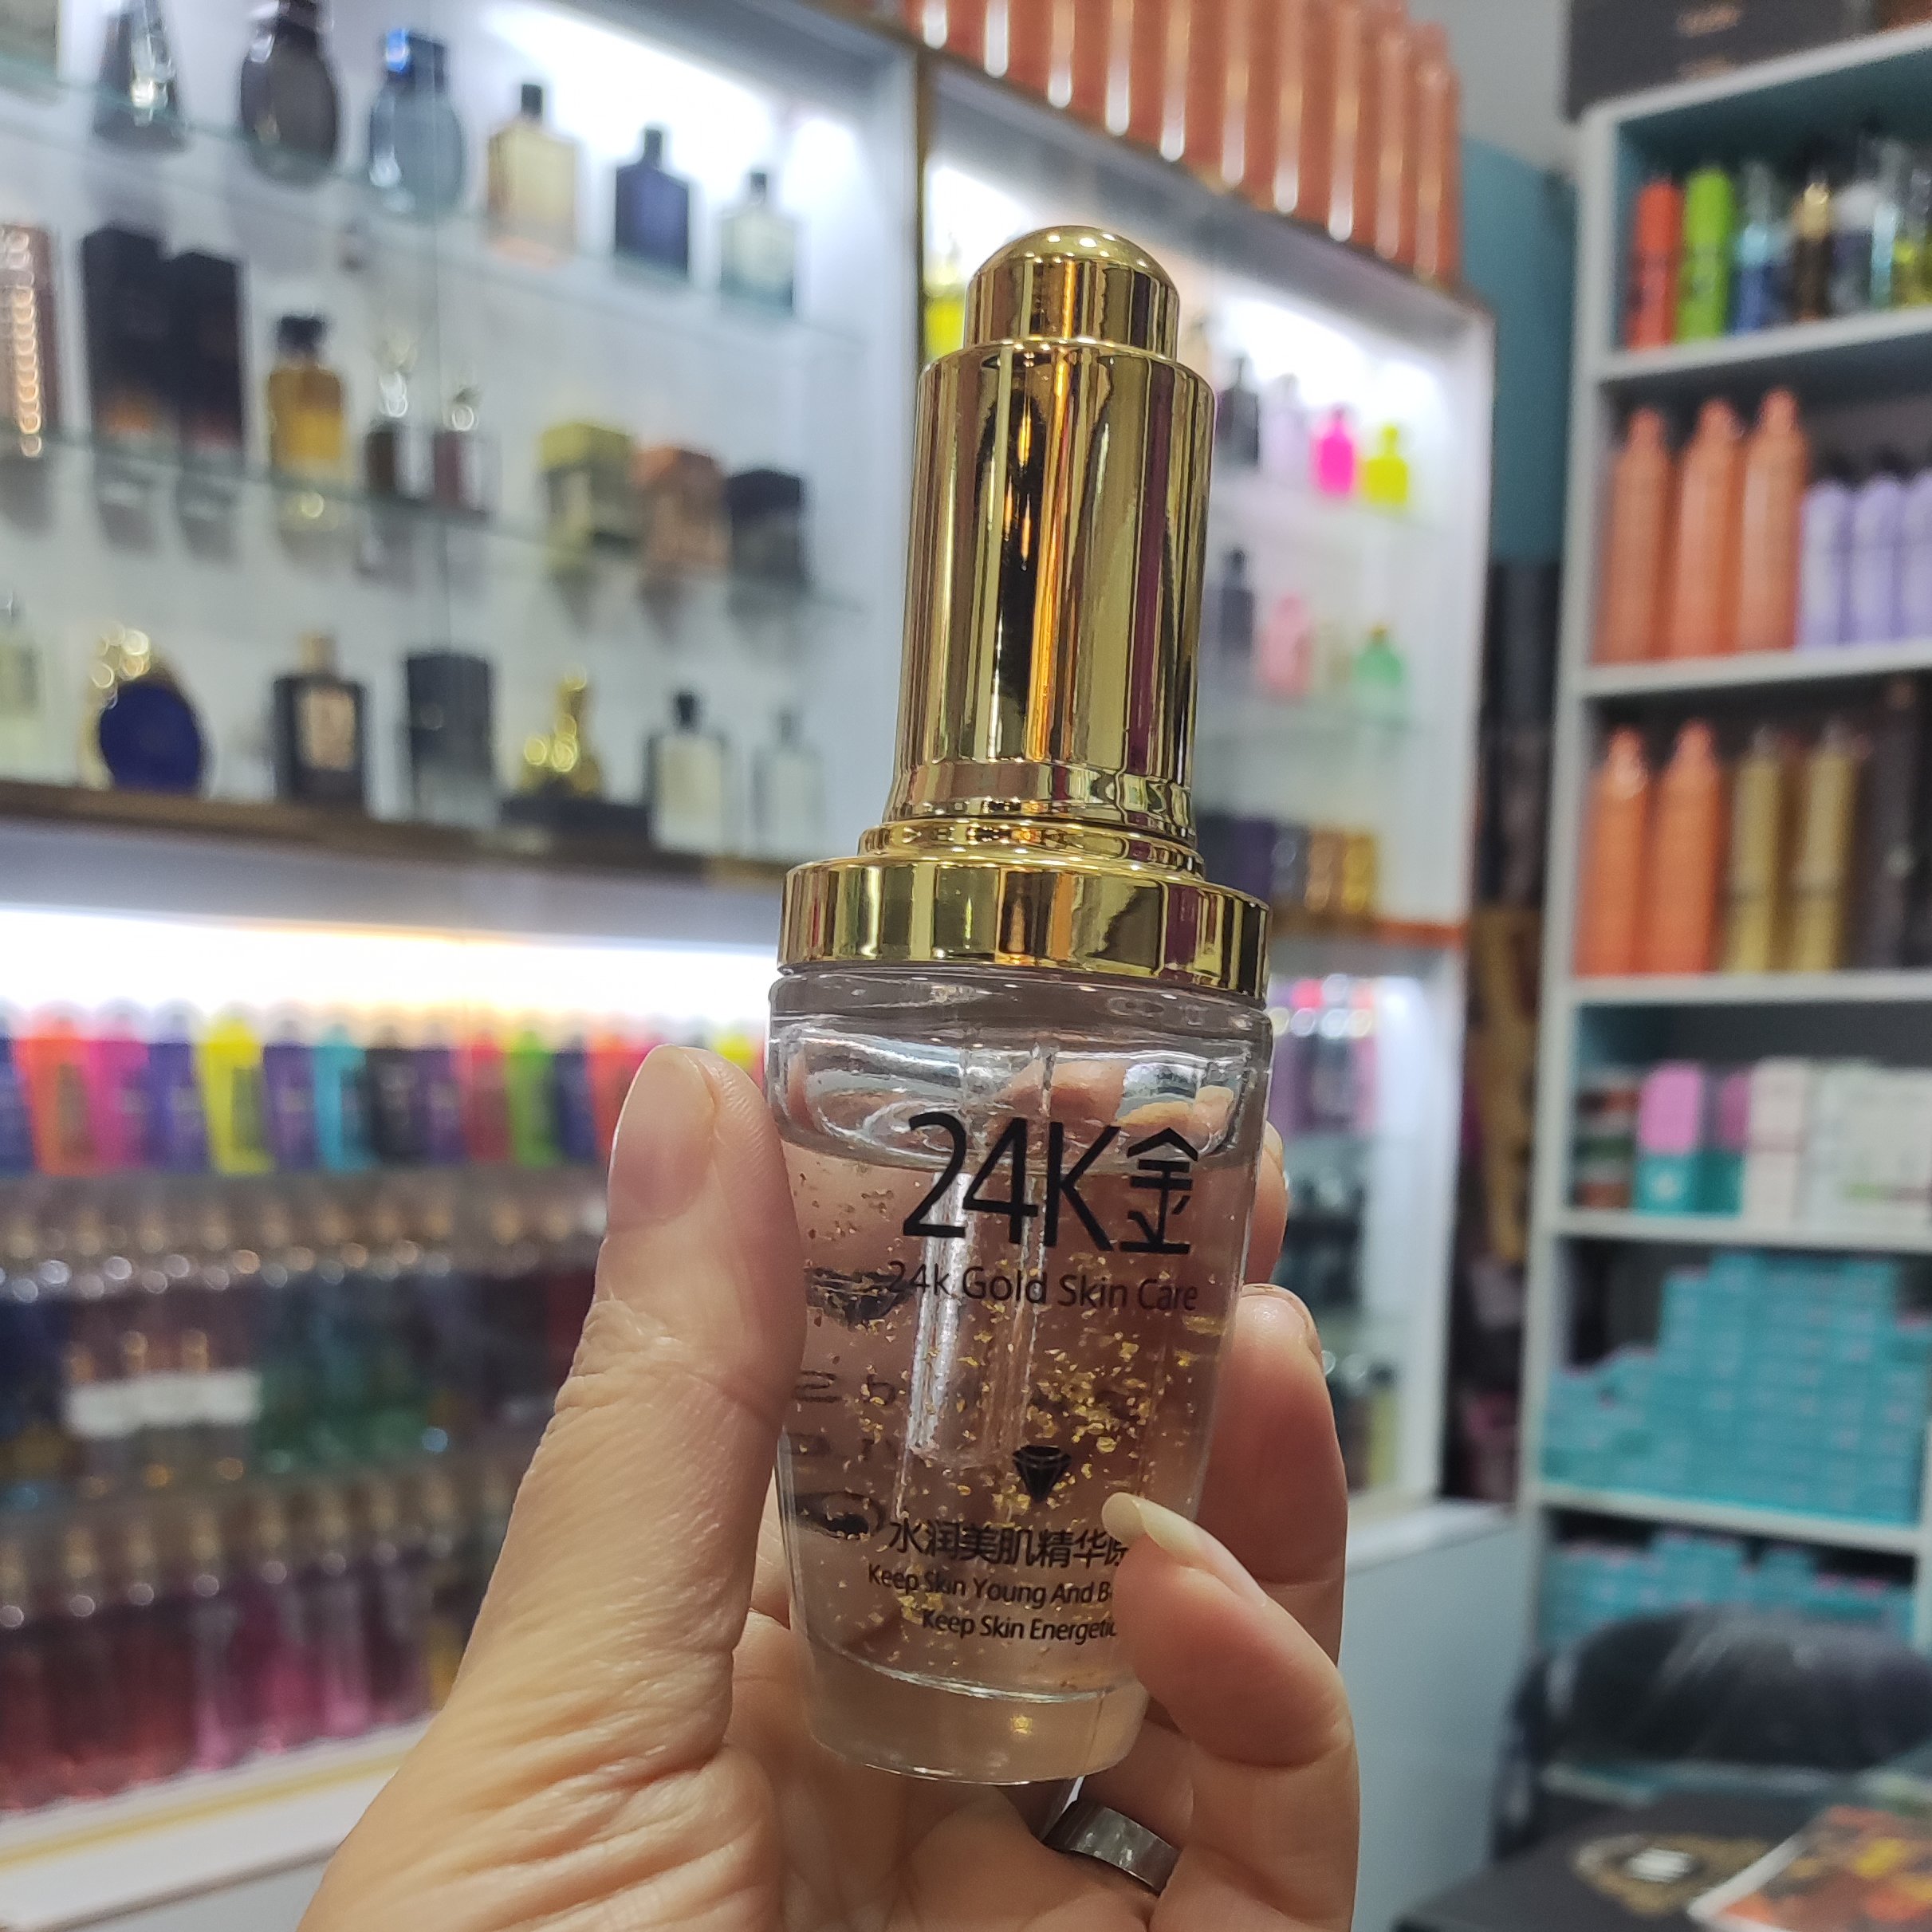 24K金
24k Gold Skin Care
水润美肌精华
Keep Skin Young And
Keep Skin